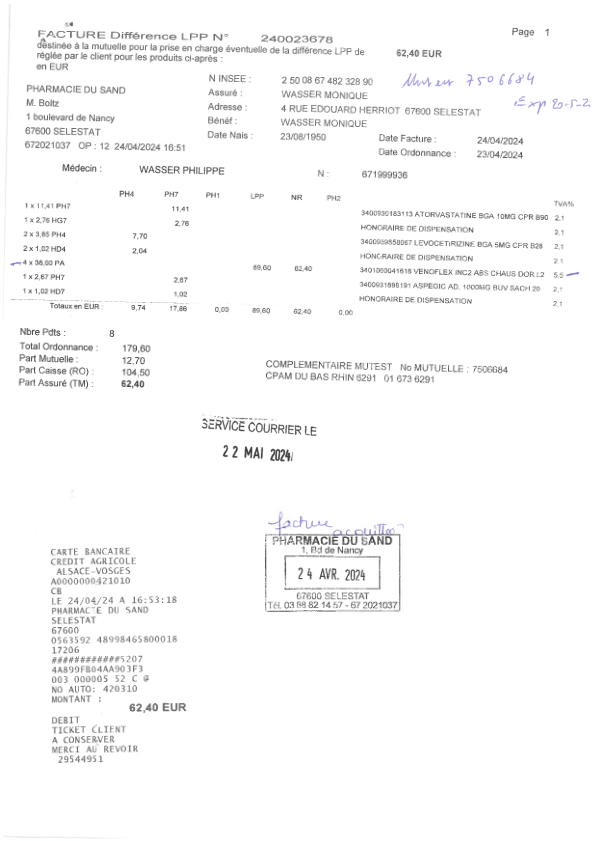 FACTURE Différence LPP N° 240023678
Page 1
destinée à la mutuelle pour la prise en charge éventuelle de la différence LPP de 62,40 EUR
réglée par le client pour les produits ci-après :
en EUR
N INSEE : 2 50 08 67 482 328 90
7506684
PHARMACIE DU SAND
Assuré : WASSER MONIQUE
M. Boltz
Adresse : 4 RUE EDOUARD HERRIOT 67600 SELESTAT
Exp 20-5-2
1 boulevard de Nancy
Bénéf : WASSER MONIQUE
67600 SELESTAT
Date Nais : 23/08/1950
Date Facture : 24/04/2024
672021037 OP : 12 24/04/2024 16:51
Date Ordonnance : 23/04/2024
Médecin : WASSER PHILIPPE N : 671999936
PH4 PH7 PH1 LPP NR PH2 TVA%
1 x 11,41 PH7 11,41 3400930183113 ATORVASTATINE BGA 10MG CPR B90 2,1
1 x 2,76 HG7 2,76 HONORAIRE DE DISPENSATION 2,1
2 x 3,85 PH4 7,70 LEVOCETIRIZINE BGA 5MG CPR B28 2,1
2 x 1,02 HD4 2,04 HONORAIRE DE DISPENSATION 2,1
4 x 38,00 PA 89,60 62,40 VENOFLEX INC2 ABS CHAUS DOR L2 5,5
1 x 2,67 PH7 2,67 ASPEGIC AD. 1000MG BUV SACH 20 2,1
1 x 1,02 HD7 1,02 HONORAIRE DE DISPENSATION 2,1
Totaux en EUR : 9,74 17,86 0,00 89,60 62,40 0,00
Nbre Pdts : 8
Total Ordonnance : 179,60
Part Mutuelle : 12,70
Part Caisse (RO) : 104,50
Part Assuré (TM) : 62,40
COMPLEMENTAIRE MUTEST No MUTUELLE : 7506684
CPAM DU BAS RHIN 6291 01 673 6291
SERVICE COURRIER LE
22 MAI 2024
facture
PHARMACIE DU SAND
1, Bd de Nancy
24 AVR. 2024
67600 SELESTAT
Tél. 03 88 82 14 57 - 67 2021037
CARTE BANCAIRE
CREDIT AGRICOLE
ALSACE-VOSGES
A0000000421010
CB
LE 24/04/24 A 16:53:18
PHARMACIE DU SAND
SELESTAT
67600
0563592 48998465800018
17206
############5207
4A899FB04AA903F3
003 000005 52 C @
NO AUTO: 420310
MONTANT :
62,40 EUR
DEBIT
TICKET CLIENT
A CONSERVER
MERCI AU REVOIR
29544951